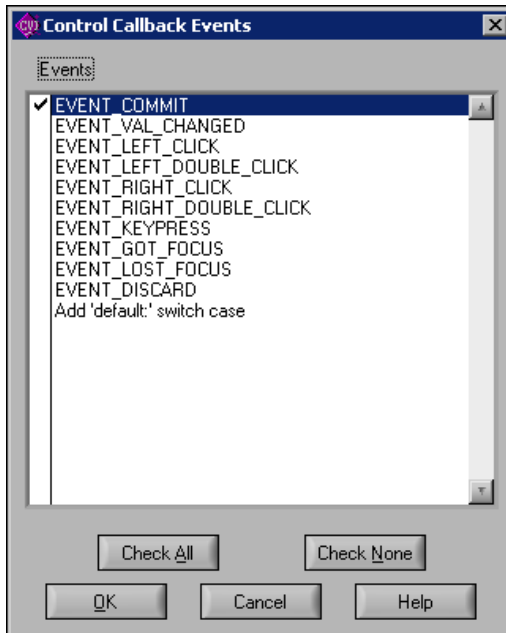 CVI Control Callback Events
Events
EVENT_COMMIT
EVENT_VAL_CHANGED
EVENT_LEFT_CLICK
EVENT_LEFT_DOUBLE_CLICK
EVENT_RIGHT_CLICK
EVENT_RIGHT_DOUBLE_CLICK
EVENT_KEYPRESS
EVENT_GOT_FOCUS
EVENT_LOST_FOCUS
EVENT_DISCARD
Add 'default:' switch case
Check All Check None
OK Cancel Help